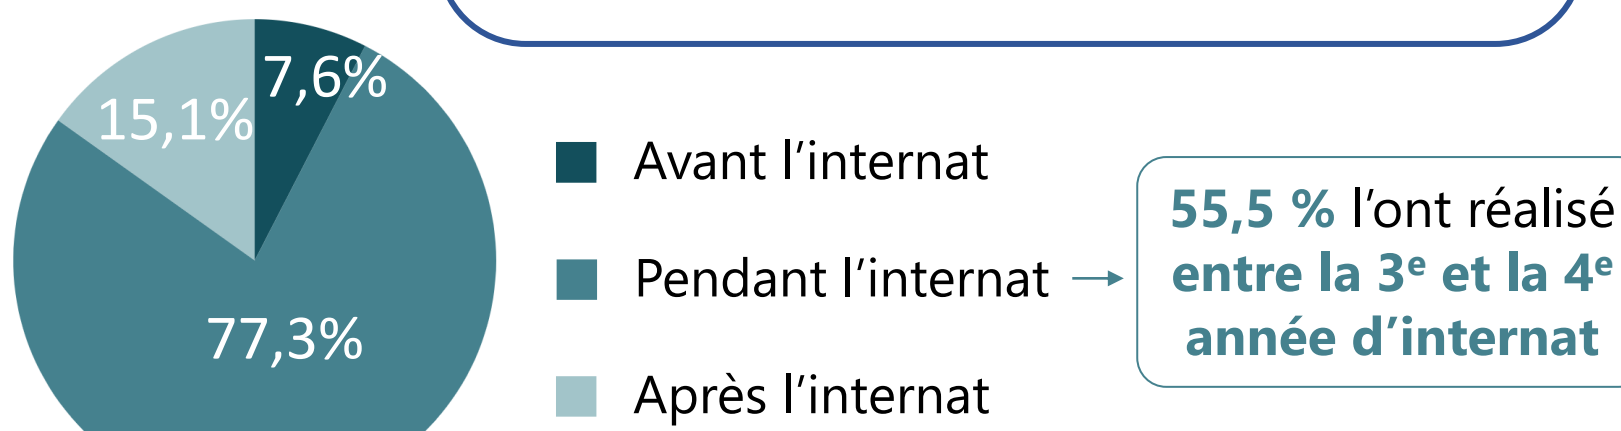 7,6%
15,1%
77,3%
Avant l’internat
Pendant l’internat
Après l’internat
55,5 % l’ont réalisé
entre la 3ᵉ et la 4ᵉ
année d’internat